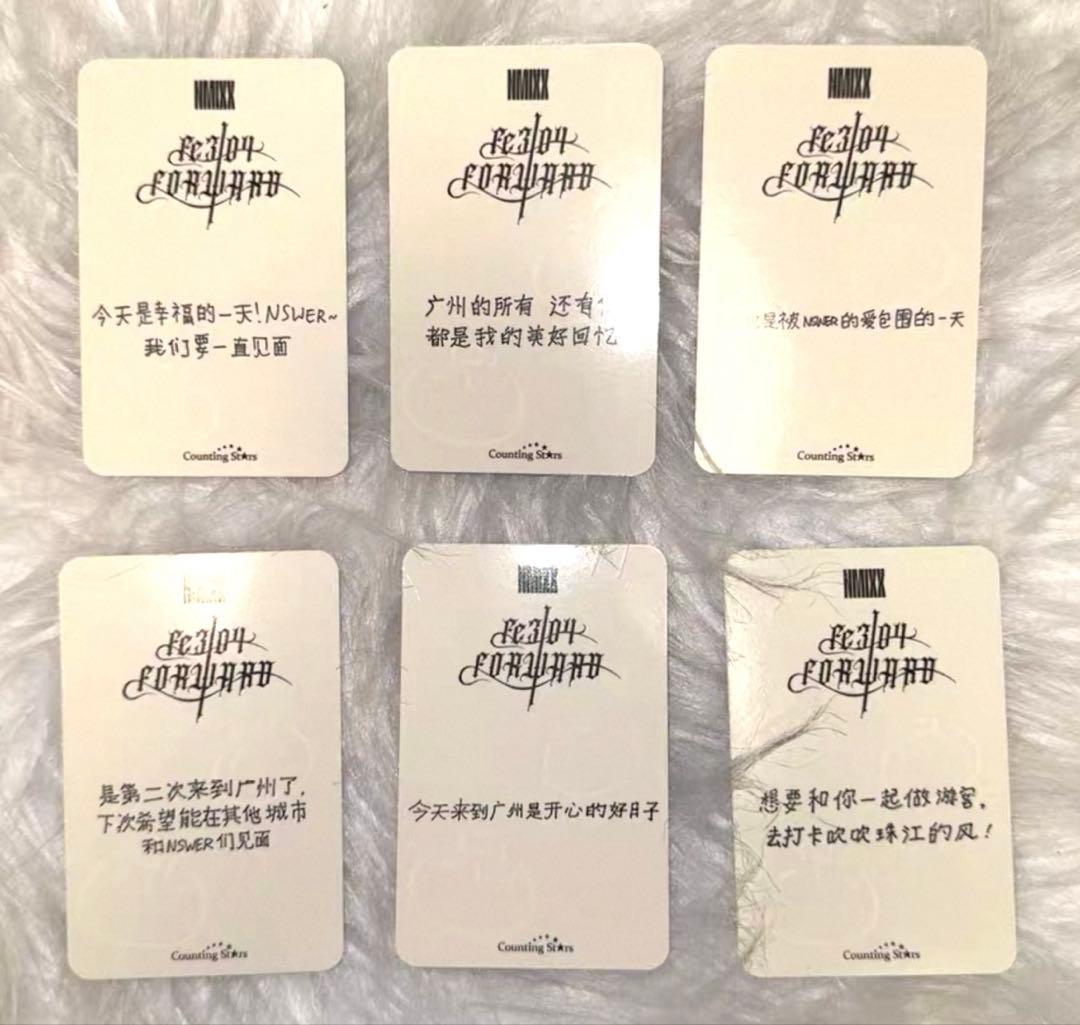 NMIXX
Fe3O4
FORWARD
今天是幸福的一天!NSWER~
我们要一直见面
Counting Stars
NMIXX
Fe3O4
FORWARD
广州的所有 还有
都是我的美好回忆
Counting Stars
NMIXX
Fe3O4
FORWARD
是被NSWER的爱包围的一天
Counting Stars
NMIXX
Fe3O4
FORWARD
是第二次来到广州了,
下次希望能在其他城市
和NSWER们见面
Counting Stars
NMIXX
Fe3O4
FORWARD
今天来到广州是开心的好日子
Counting Stars
NMIXX
Fe3O4
FORWARD
想要和你一起做游客,
去打卡吹吹珠江的风!
Counting Stars